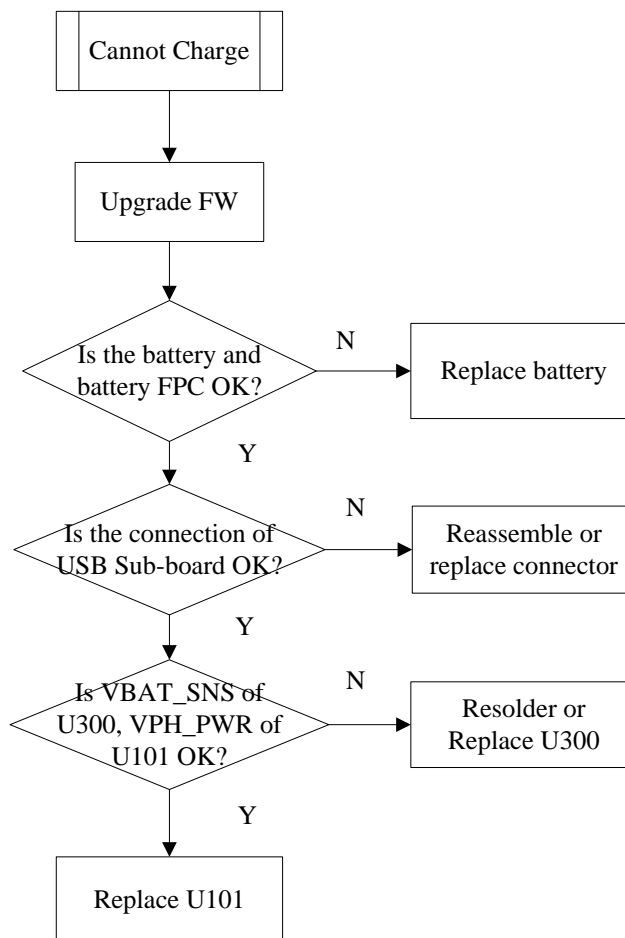 Cannot Charge
Upgrade FW
Is the battery and
battery FPC OK?
N
Replace battery
Y
Is the connection of
USB Sub-board OK?
N
Reassemble or
replace connector
Y
Is VBAT_SNS of
U300, VPH_PWR of
U101 OK?
N
Resolder or
Replace U300
Y
Replace U101